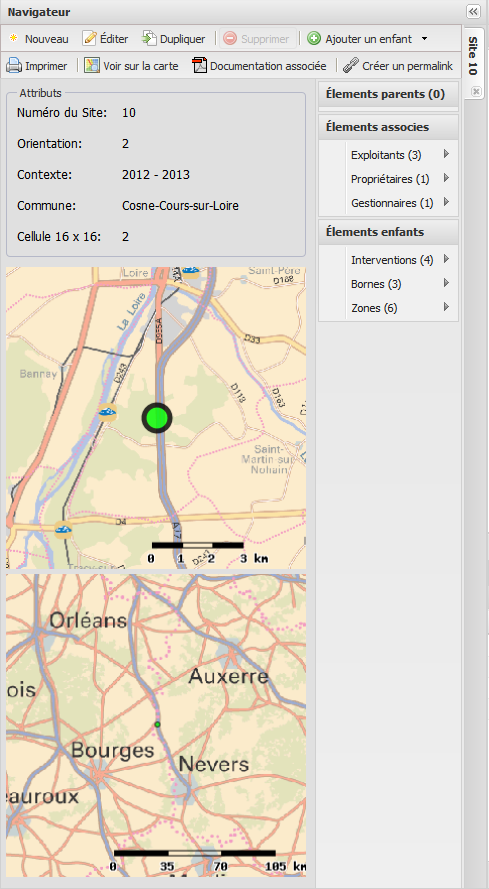 Navigateur
Nouveau Éditer Dupliquer Supprimer Ajouter un enfant
Imprimer Voir sur la carte Documentation associée Créer un permalink
Site 10
Attributs
Numéro du Site: 10
Orientation: 2
Contexte: 2012 - 2013
Commune: Cosne-Cours-sur-Loire
Cellule 16 x 16: 2
Élements parents (0)
Élements associes
Exploitants (3)
Propriétaires (1)
Gestionnaires (1)
Élements enfants
Interventions (4)
Bornes (3)
Zones (6)
Loire
Saint-Père
D168
La Loire
D955A
D33
Bannay
D243
D113
D163
Saint-
Martin-sur
Nohain
D4
A77
D243
0 1 2 3 km
Orléans
Auxerre
ois
Bourges
Nevers
eauroux
0 35 70 105 km